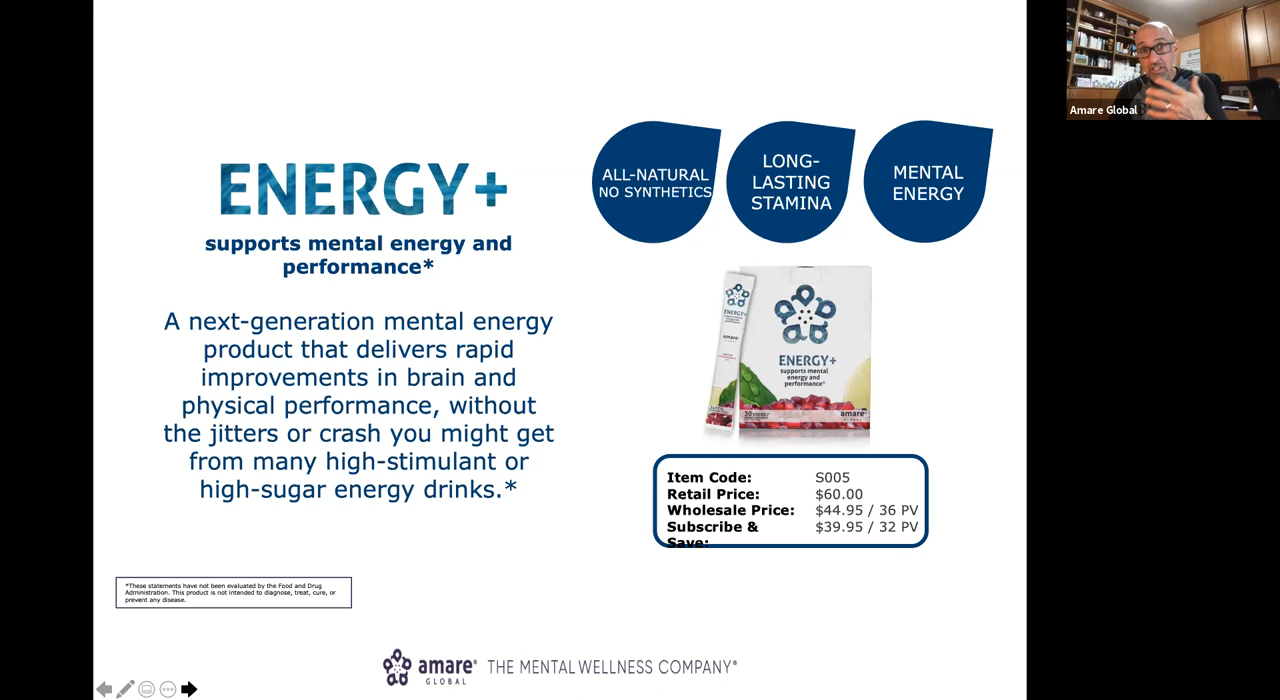 ENERGY+
supports mental energy and
performance*
A next-generation mental energy
product that delivers rapid
improvements in brain and
physical performance, without
the jitters or crash you might get
from many high-stimulant or
high-sugar energy drinks.*
*These statements have not been evaluated by the Food and Drug
Administration. This product is not intended to diagnose, treat, cure, or
prevent any disease.
ALL-NATURAL
NO SYNTHETICS
LONG-
LASTING
STAMINA
MENTAL
ENERGY
ENERGY+
amare
ENERGY+
supports mental
energy and
performance*
30
amare
GLOBAL
Item Code: S005
Retail Price: $60.00
Wholesale Price: $44.95 / 36 PV
Subscribe & $39.95 / 32 PV
Save:
amare®
GLOBAL
THE MENTAL WELLNESS COMPANY®
Amare Global